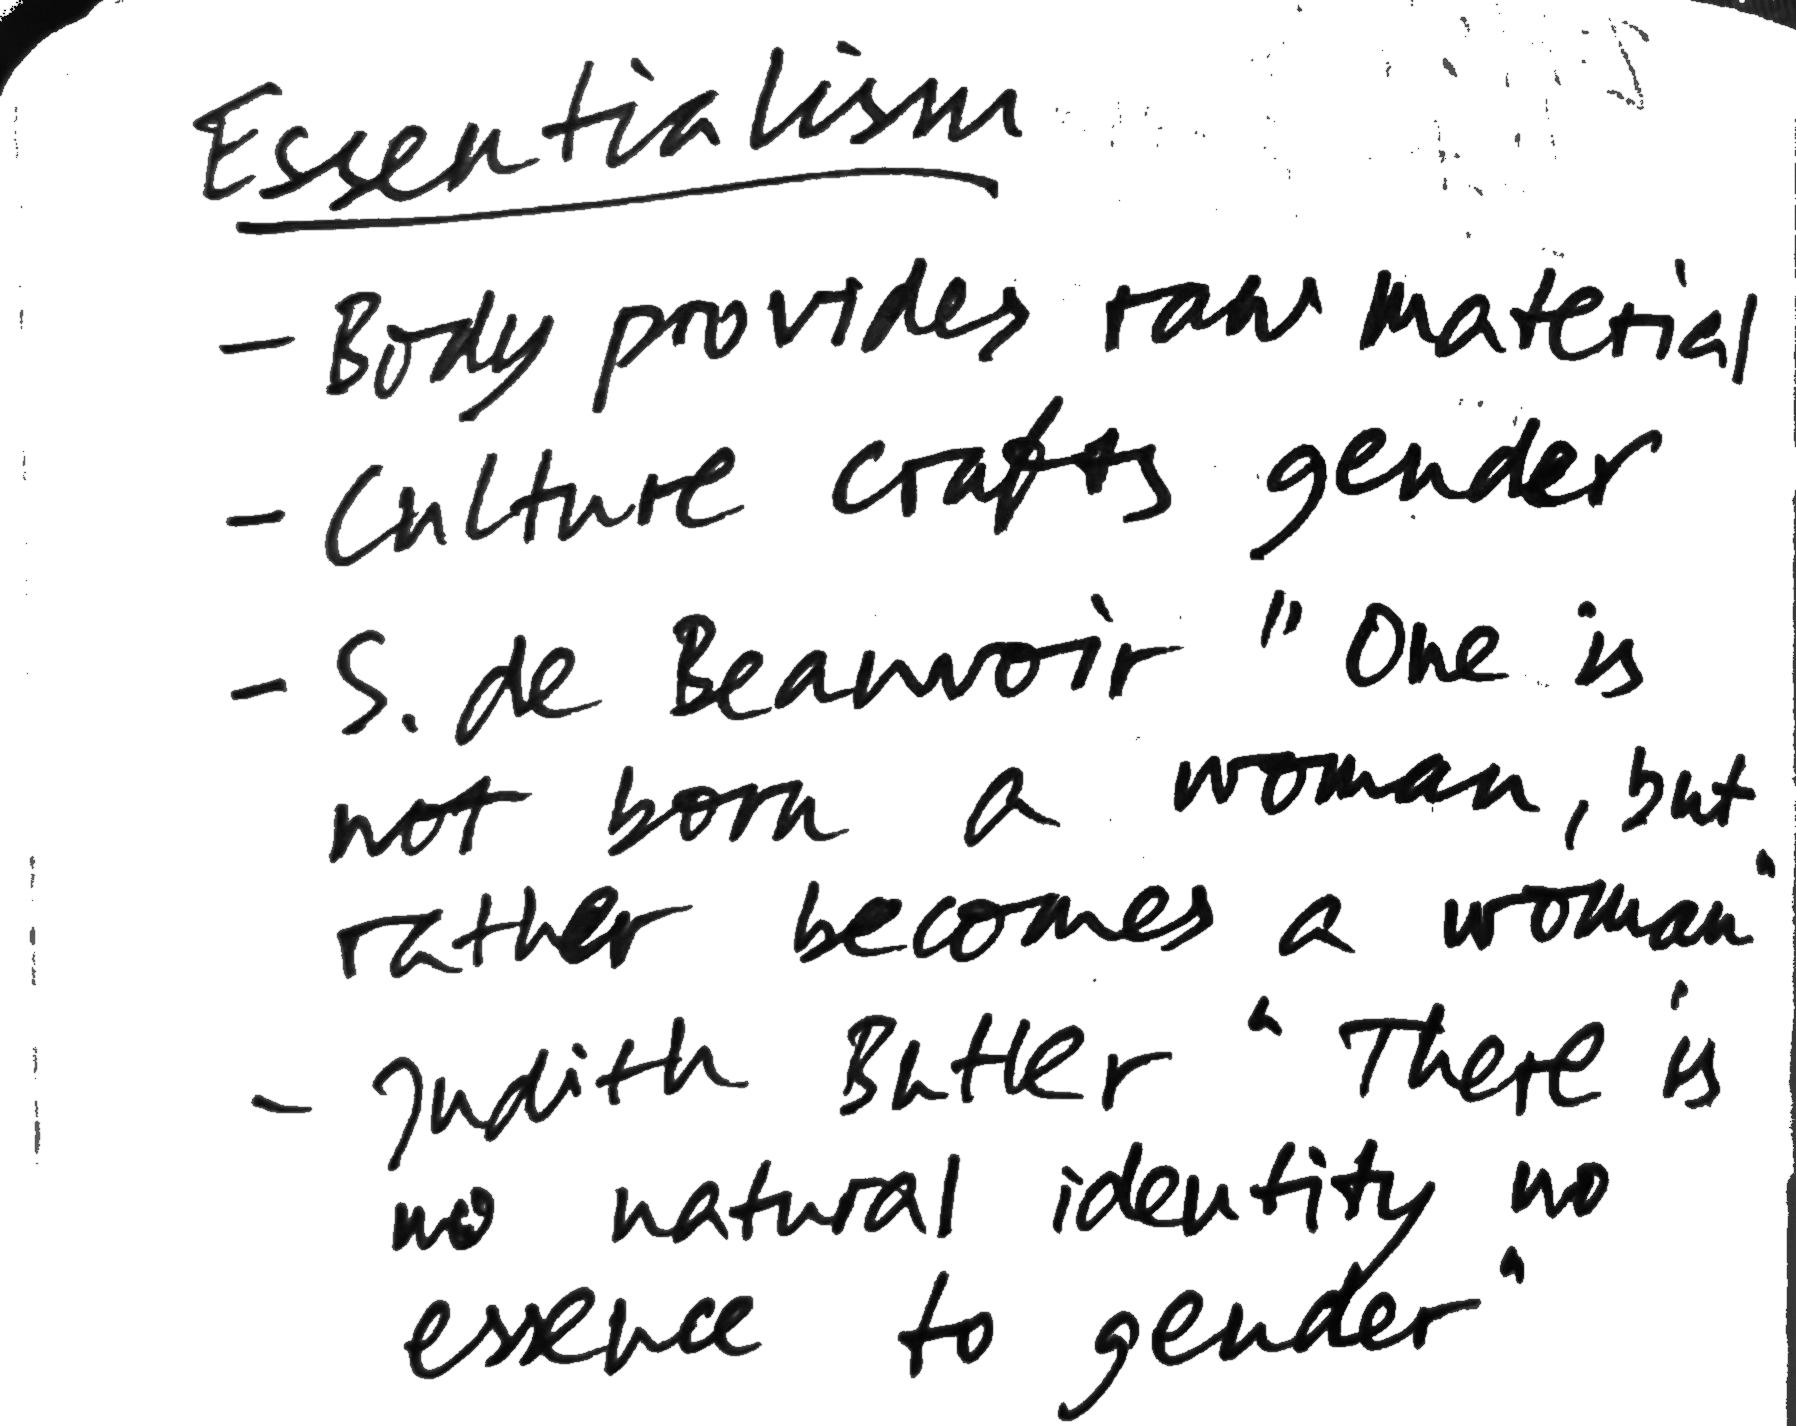 Essentialism
- Body provides raw material
- Culture crafts gender
- S. de Beauvoir "One is
not born a woman, but
rather becomes a woman"
- Judith Butler "There is
no natural identity no
essence to gender"